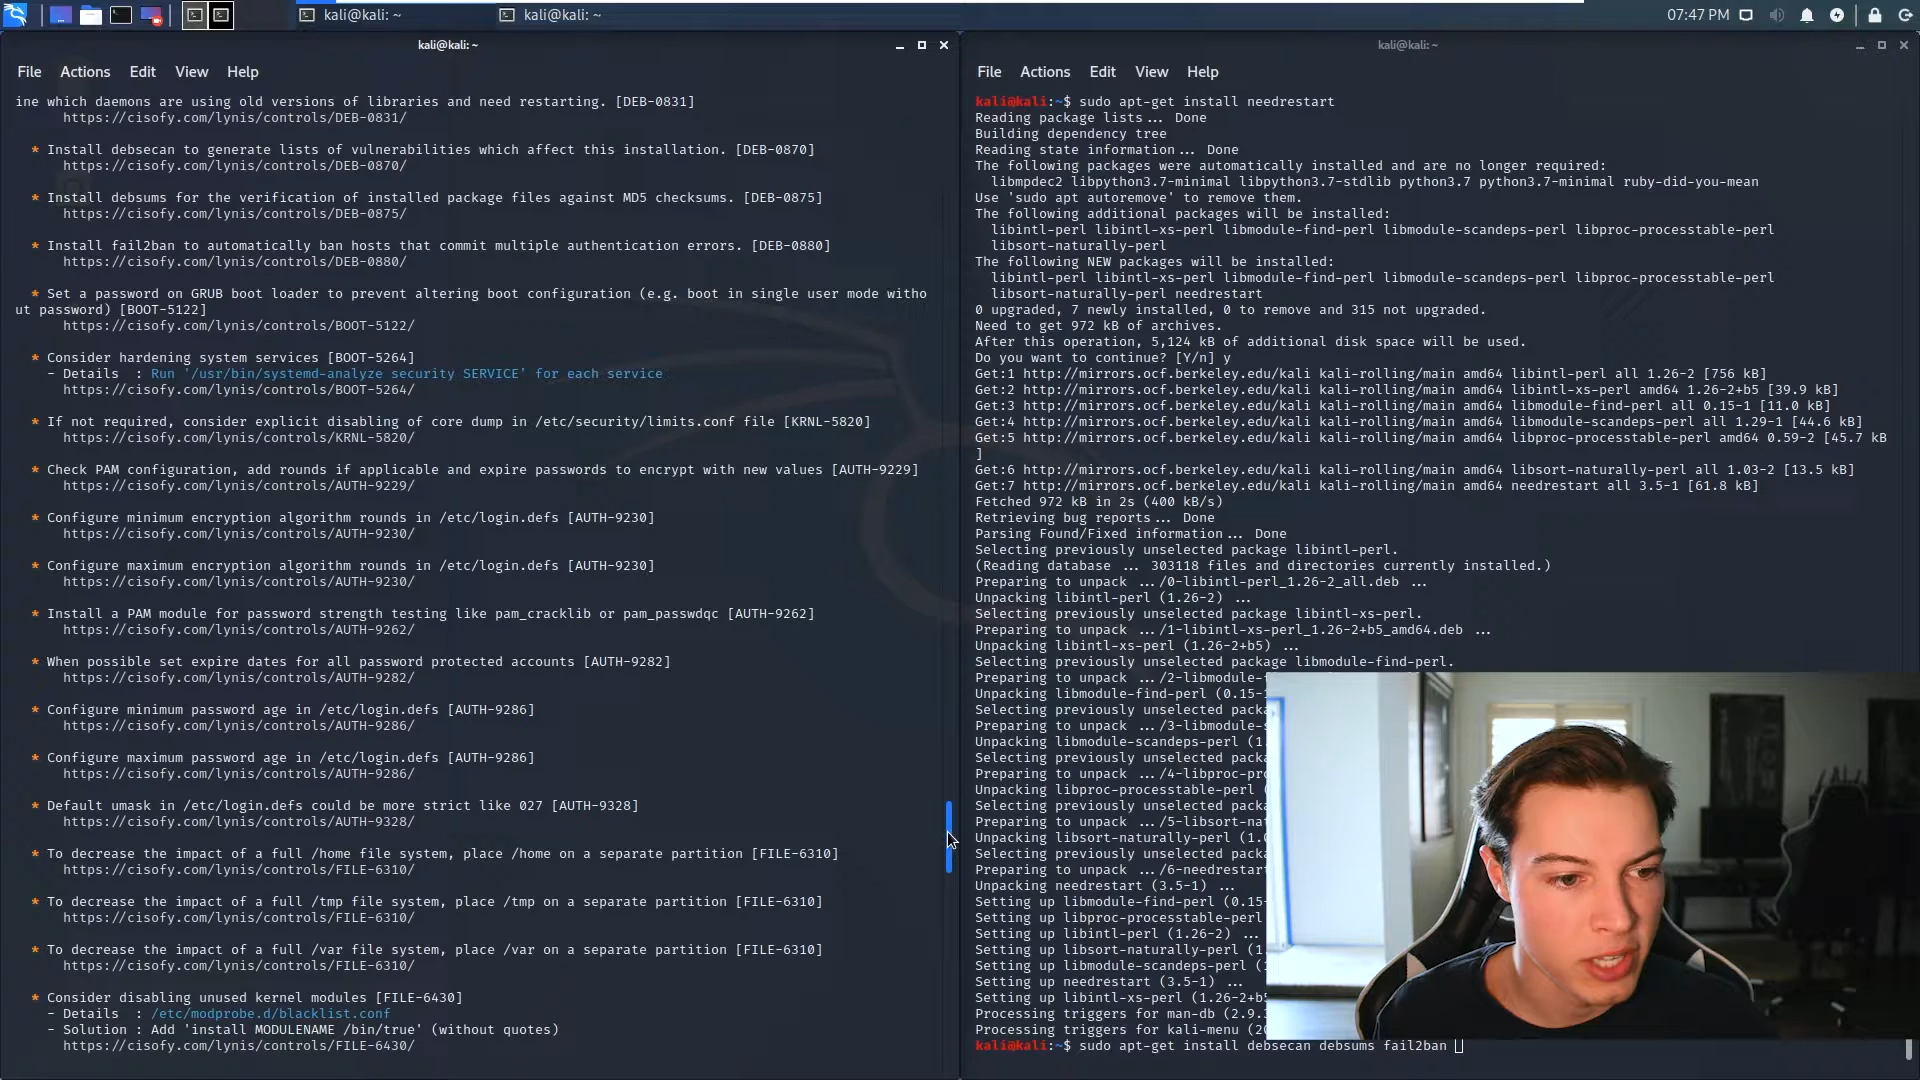 kali@kali: ~
kali@kali: ~
07:47 PM
kali@kali: ~
File Actions Edit View Help
ine which daemons are using old versions of libraries and need restarting. [DEB-0831]
https://cisofy.com/lynis/controls/DEB-0831/
* Install debsecan to generate lists of vulnerabilities which affect this installation. [DEB-0870]
https://cisofy.com/lynis/controls/DEB-0870/
* Install debsums for the verification of installed package files against MD5 checksums. [DEB-0875]
https://cisofy.com/lynis/controls/DEB-0875/
* Install fail2ban to automatically ban hosts that commit multiple authentication errors. [DEB-0880]
https://cisofy.com/lynis/controls/DEB-0880/
* Set a password on GRUB boot loader to prevent altering boot configuration (e.g. boot in single user mode witho
ut password) [BOOT-5122]
https://cisofy.com/lynis/controls/BOOT-5122/
* Consider hardening system services [BOOT-5264]
- Details  : Run '/usr/bin/systemd-analyze security SERVICE' for each service
https://cisofy.com/lynis/controls/BOOT-5264/
* If not required, consider explicit disabling of core dump in /etc/security/limits.conf file [KRNL-5820]
https://cisofy.com/lynis/controls/KRNL-5820/
* Check PAM configuration, add rounds if applicable and expire passwords to encrypt with new values [AUTH-9229]
https://cisofy.com/lynis/controls/AUTH-9229/
* Configure minimum encryption algorithm rounds in /etc/login.defs [AUTH-9230]
https://cisofy.com/lynis/controls/AUTH-9230/
* Configure maximum encryption algorithm rounds in /etc/login.defs [AUTH-9230]
https://cisofy.com/lynis/controls/AUTH-9230/
* Install a PAM module for password strength testing like pam_cracklib or pam_passwdqc [AUTH-9262]
https://cisofy.com/lynis/controls/AUTH-9262/
* When possible set expire dates for all password protected accounts [AUTH-9282]
https://cisofy.com/lynis/controls/AUTH-9282/
* Configure minimum password age in /etc/login.defs [AUTH-9286]
https://cisofy.com/lynis/controls/AUTH-9286/
* Configure maximum password age in /etc/login.defs [AUTH-9286]
https://cisofy.com/lynis/controls/AUTH-9286/
* Default umask in /etc/login.defs could be more strict like 027 [AUTH-9328]
https://cisofy.com/lynis/controls/AUTH-9328/
* To decrease the impact of a full /home file system, place /home on a separate partition [FILE-6310]
https://cisofy.com/lynis/controls/FILE-6310/
* To decrease the impact of a full /tmp file system, place /tmp on a separate partition [FILE-6310]
https://cisofy.com/lynis/controls/FILE-6310/
* To decrease the impact of a full /var file system, place /var on a separate partition [FILE-6310]
https://cisofy.com/lynis/controls/FILE-6310/
* Consider disabling unused kernel modules [FILE-6430]
- Details  : /etc/modprobe.d/blacklist.conf
- Solution : Add 'install MODULENAME /bin/true' (without quotes)
https://cisofy.com/lynis/controls/FILE-6430/
kali@kali: ~
File Actions Edit View Help
kali@kali:~$ sudo apt-get install needrestart
Reading package lists... Done
Building dependency tree
Reading state information... Done
The following packages were automatically installed and are no longer required:
libmpdec2 libpython3.7-minimal libpython3.7-stdlib python3.7 python3.7-minimal ruby-did-you-mean
Use 'sudo apt autoremove' to remove them.
The following additional packages will be installed:
libintl-perl libintl-xs-perl libmodule-find-perl libmodule-scandeps-perl libproc-processtable-perl
libsort-naturally-perl
The following NEW packages will be installed:
libintl-perl libintl-xs-perl libmodule-find-perl libmodule-scandeps-perl libproc-processtable-perl
libsort-naturally-perl needrestart
0 upgraded, 7 newly installed, 0 to remove and 315 not upgraded.
Need to get 972 kB of archives.
After this operation, 5,124 kB of additional disk space will be used.
Do you want to continue? [Y/n] y
Get:1 http://mirrors.ocf.berkeley.edu/kali kali-rolling/main amd64 libintl-perl all 1.26-2 [756 kB]
Get:2 http://mirrors.ocf.berkeley.edu/kali kali-rolling/main amd64 libintl-xs-perl amd64 1.26-2+b5 [39.9 kB]
Get:3 http://mirrors.ocf.berkeley.edu/kali kali-rolling/main amd64 libmodule-find-perl all 0.15-1 [11.0 kB]
Get:4 http://mirrors.ocf.berkeley.edu/kali kali-rolling/main amd64 libmodule-scandeps-perl all 1.29-1 [44.6 kB]
Get:5 http://mirrors.ocf.berkeley.edu/kali kali-rolling/main amd64 libproc-processtable-perl amd64 0.59-2 [45.7 kB
]
Get:6 http://mirrors.ocf.berkeley.edu/kali kali-rolling/main amd64 libsort-naturally-perl all 1.03-2 [13.5 kB]
Get:7 http://mirrors.ocf.berkeley.edu/kali kali-rolling/main amd64 needrestart all 3.5-1 [61.8 kB]
Fetched 972 kB in 2s (400 kB/s)
Retrieving bug reports... Done
Parsing Found/Fixed information... Done
Selecting previously unselected package libintl-perl.
(Reading database ... 303118 files and directories currently installed.)
Preparing to unpack .../0-libintl-perl_1.26-2_all.deb ...
Unpacking libintl-perl (1.26-2) ...
Selecting previously unselected package libintl-xs-perl.
Preparing to unpack .../1-libintl-xs-perl_1.26-2+b5_amd64.deb ...
Unpacking libintl-xs-perl (1.26-2+b5) ...
Selecting previously unselected package libmodule-find-perl.
Preparing to unpack .../2-libmodule-
Unpacking libmodule-find-perl (0.15-
Selecting previously unselected packa
Preparing to unpack .../3-libmodule-s
Unpacking libmodule-scandeps-perl (1.
Selecting previously unselected packa
Preparing to unpack .../4-libproc-pro
Unpacking libproc-processtable-perl (
Selecting previously unselected packa
Preparing to unpack .../5-libsort-nat
Unpacking libsort-naturally-perl (1.0
Selecting previously unselected packa
Preparing to unpack .../6-needrestart
Unpacking needrestart (3.5-1) ...
Setting up libmodule-find-perl (0.15-
Setting up libproc-processtable-perl
Setting up libintl-perl (1.26-2) ...
Setting up libsort-naturally-perl (1
Setting up libmodule-scandeps-perl (
Setting up needrestart (3.5-1) ...
Setting up libintl-xs-perl (1.26-2+b5
Processing triggers for man-db (2.9.
Processing triggers for kali-menu (20
kali@kali:~$ sudo apt-get install debsecan debsums fail2ban